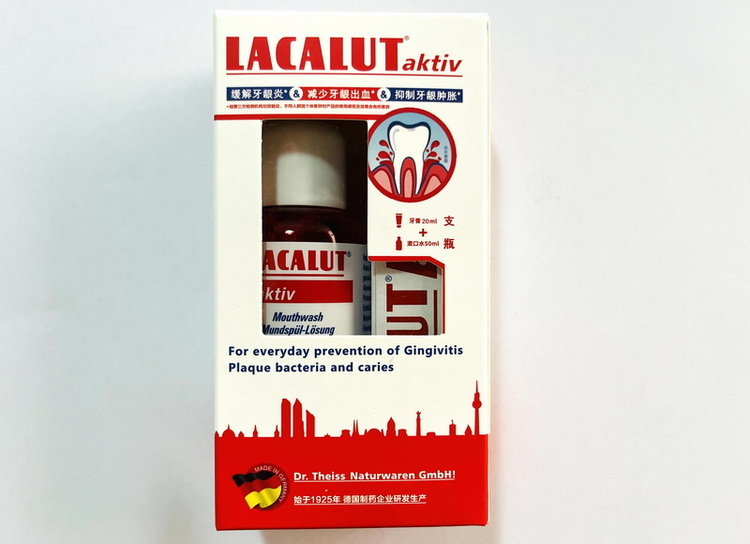 LACALUT® aktiv
缓解牙龈炎* & 减少牙龈出血* & 抑制牙龈肿胀*
牙膏20ml 支
+
漱口水50ml 瓶
ACALUT®
ktiv
Mouthwash
Mundspül-Lösung
®
LUT
For everyday prevention of Gingivitis
Plaque bacteria and caries
MADE IN GERMANY
Dr. Theiss Naturwaren GmbH!
始于1925年 德国制药企业研发生产